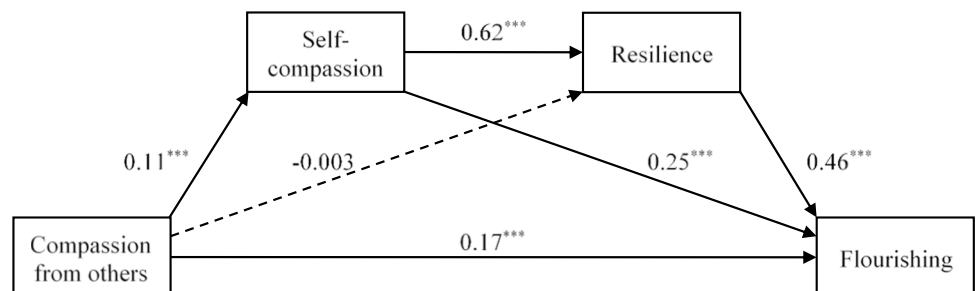 0.62***
Self-
compassion
Resilience
0.11***
-0.003
0.25***
0.46***
Compassion
from others
0.17***
Flourishing